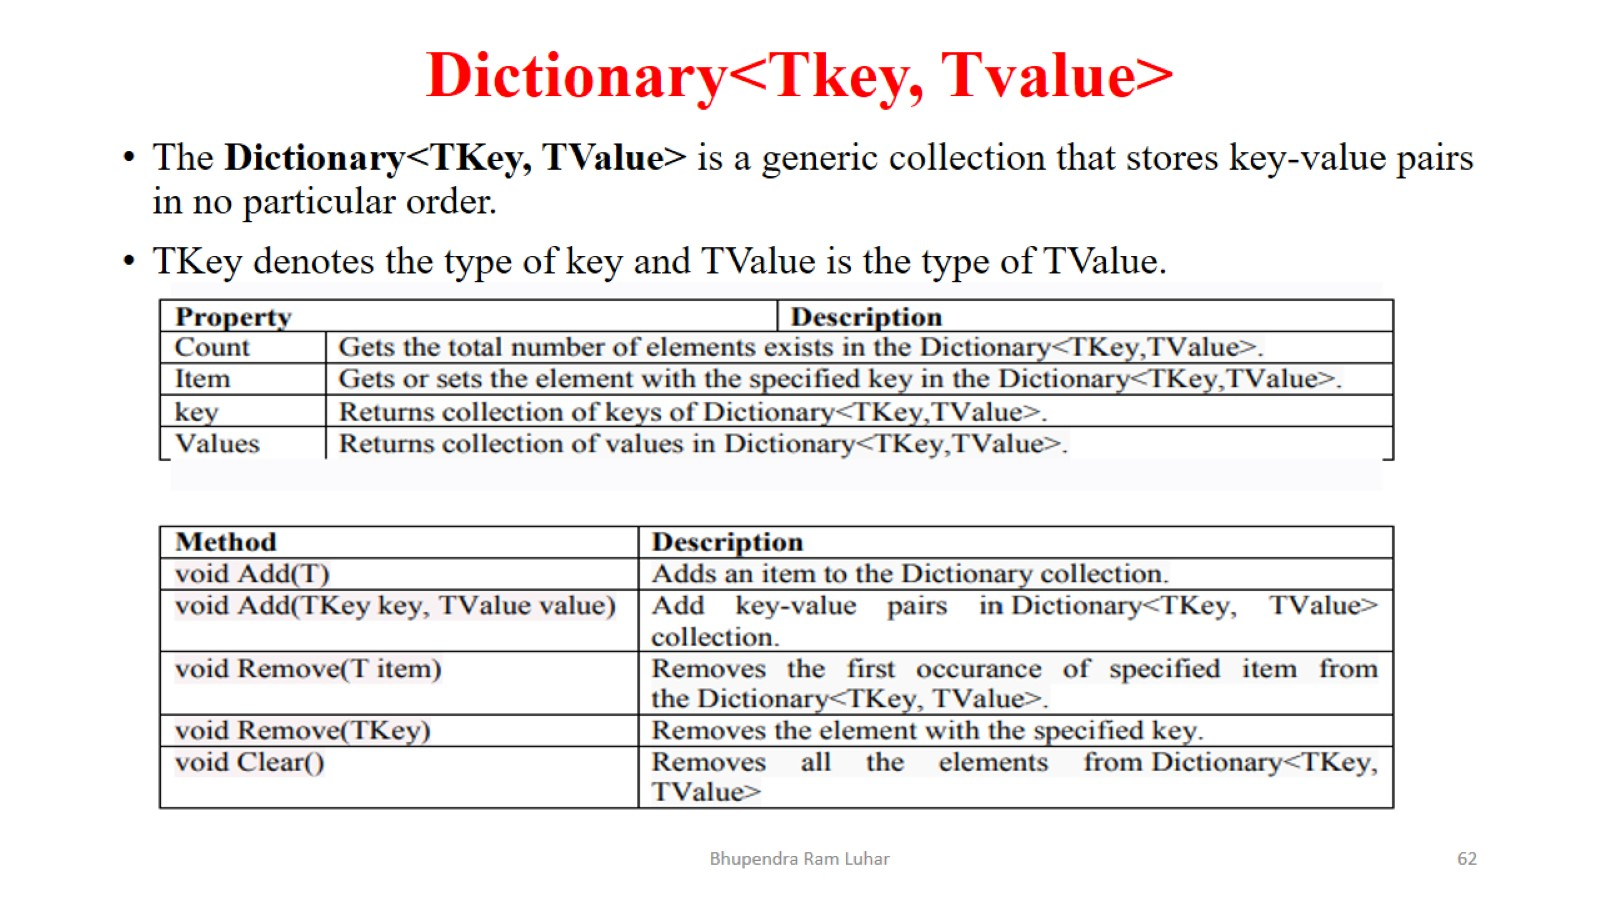 Dictionary<Tkey, Tvalue>
• The Dictionary<TKey, TValue> is a generic collection that stores key-value pairs
in no particular order.
• TKey denotes the type of key and TValue is the type of TValue.
Property Description
Count Gets the total number of elements exists in the Dictionary<TKey,TValue>.
Item Gets or sets the element with the specified key in the Dictionary<TKey,TValue>.
key Returns collection of keys of Dictionary<TKey,TValue>.
Values Returns collection of values in Dictionary<TKey,TValue>.
Method Description
void Add(T) Adds an item to the Dictionary collection.
void Add(TKey key, TValue value) Add key-value pairs in Dictionary<TKey, TValue>
collection.
void Remove(T item) Removes the first occurance of specified item from
the Dictionary<TKey, TValue>.
void Remove(TKey) Removes the element with the specified key.
void Clear() Removes all the elements from Dictionary<TKey,
TValue>
Bhupendra Ram Luhar 62